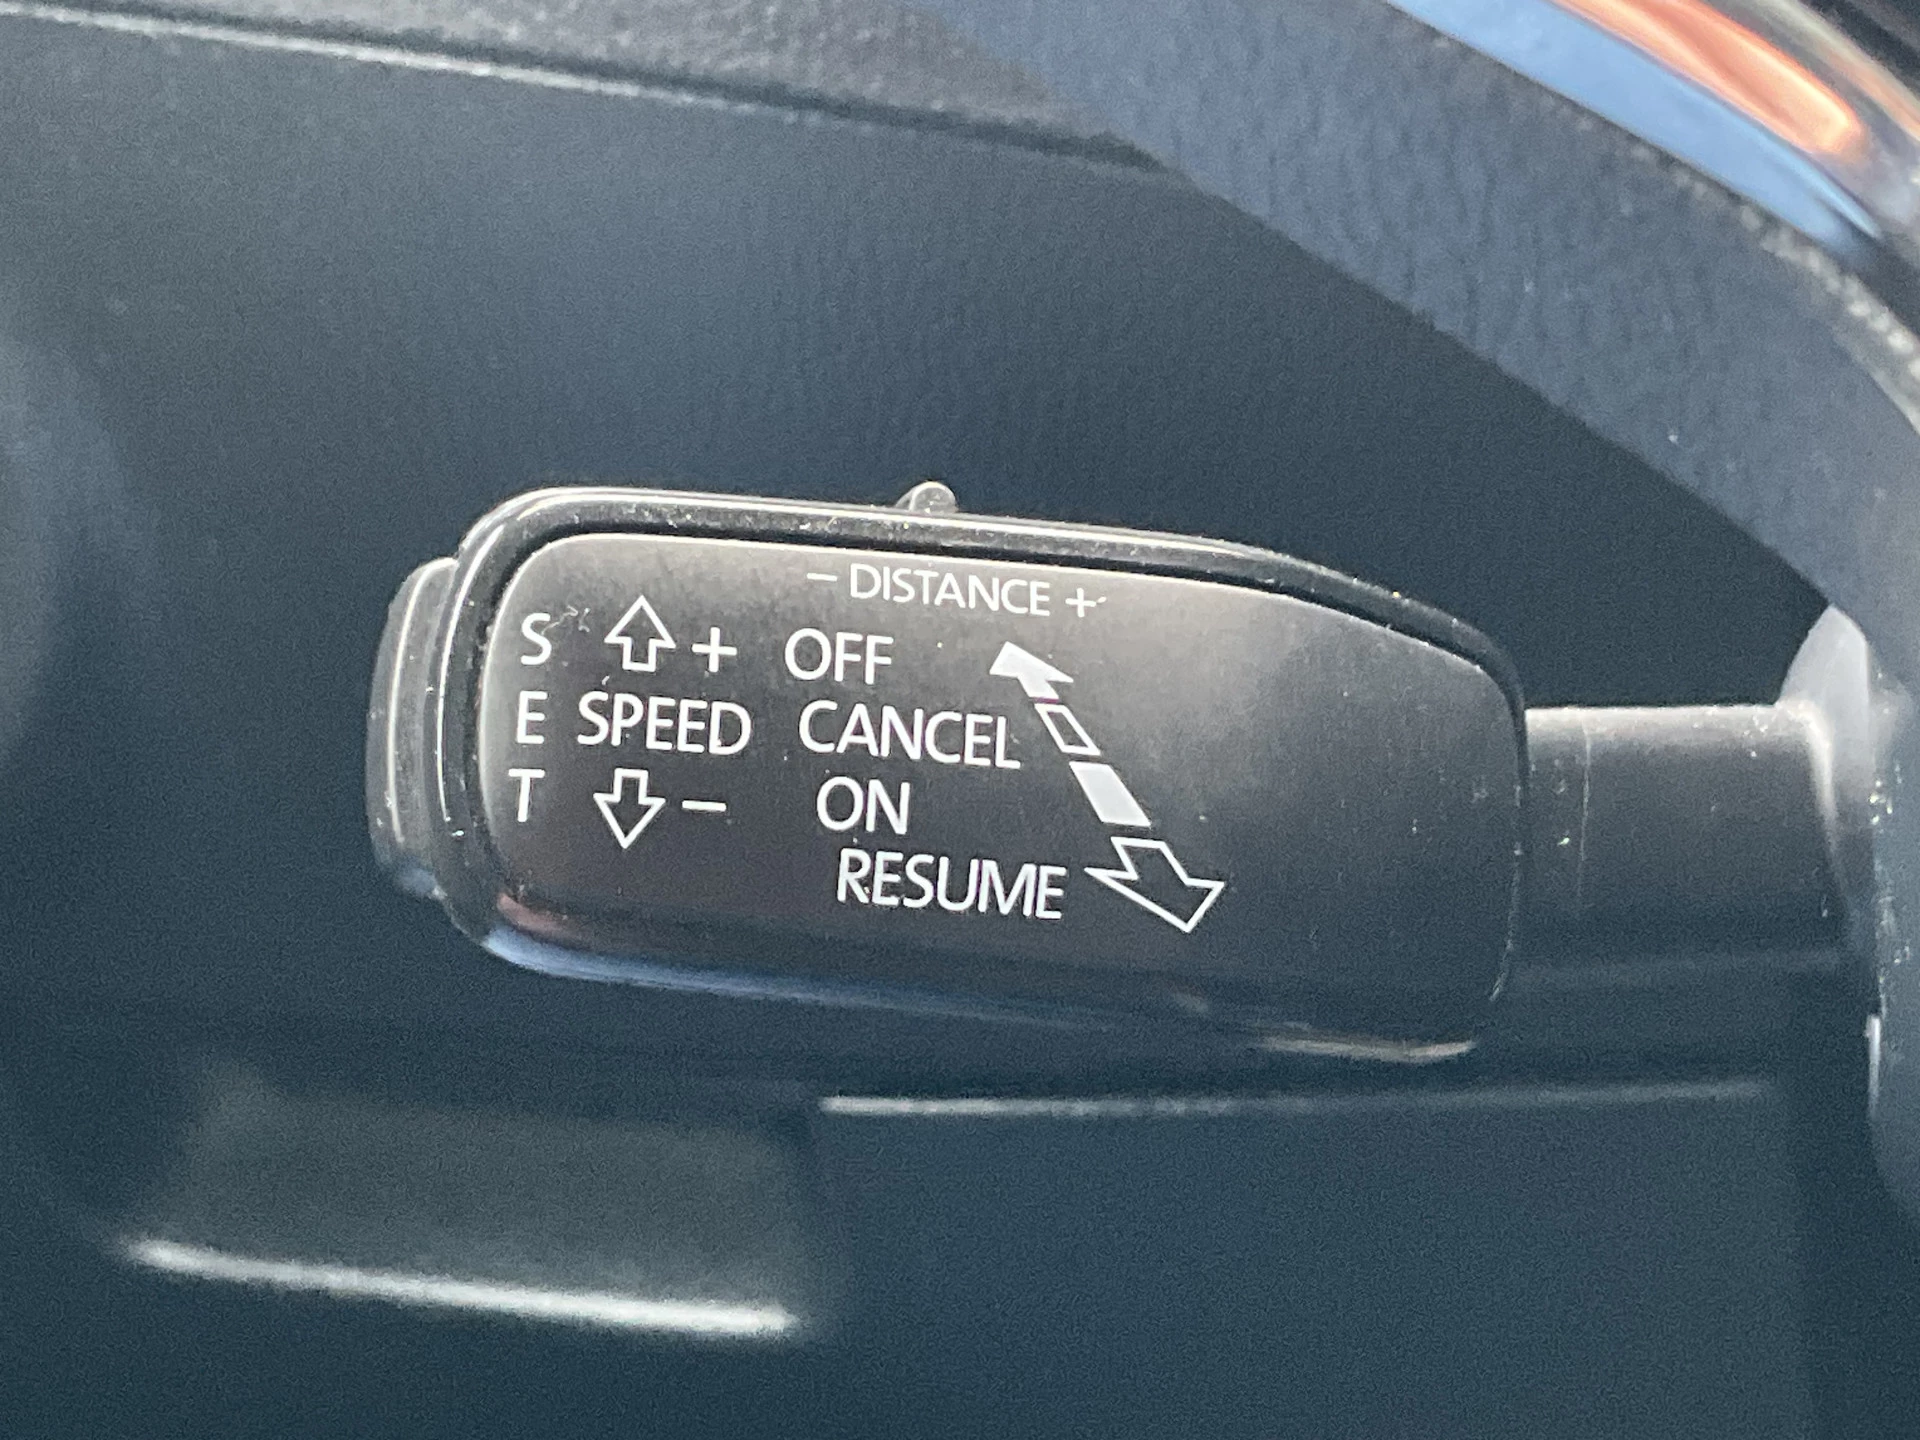 − DISTANCE +
S + OFF
E SPEED CANCEL
T − ON
RESUME